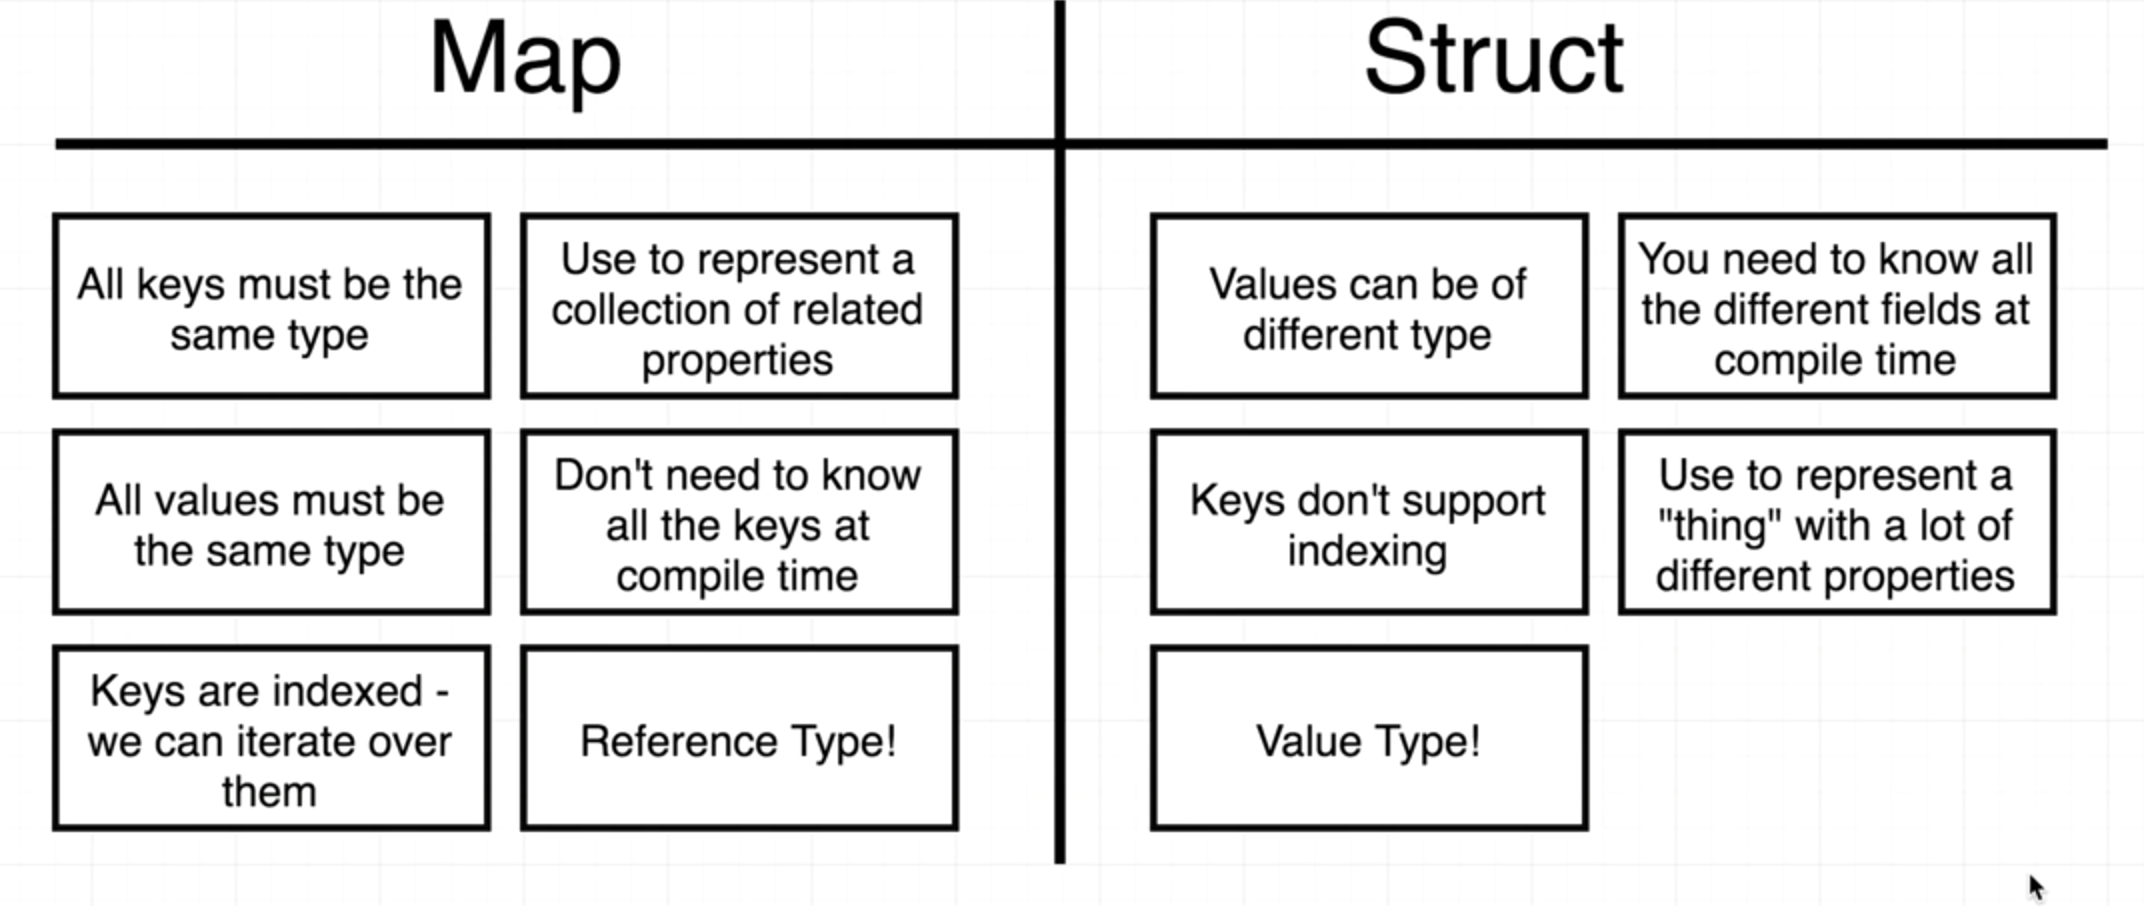 Map
Struct
All keys must be the
same type
Use to represent a
collection of related
properties
Values can be of
different type
You need to know all
the different fields at
compile time
All values must be
the same type
Don't need to know
all the keys at
compile time
Keys don't support
indexing
Use to represent a
"thing" with a lot of
different properties
Keys are indexed -
we can iterate over
them
Reference Type!
Value Type!